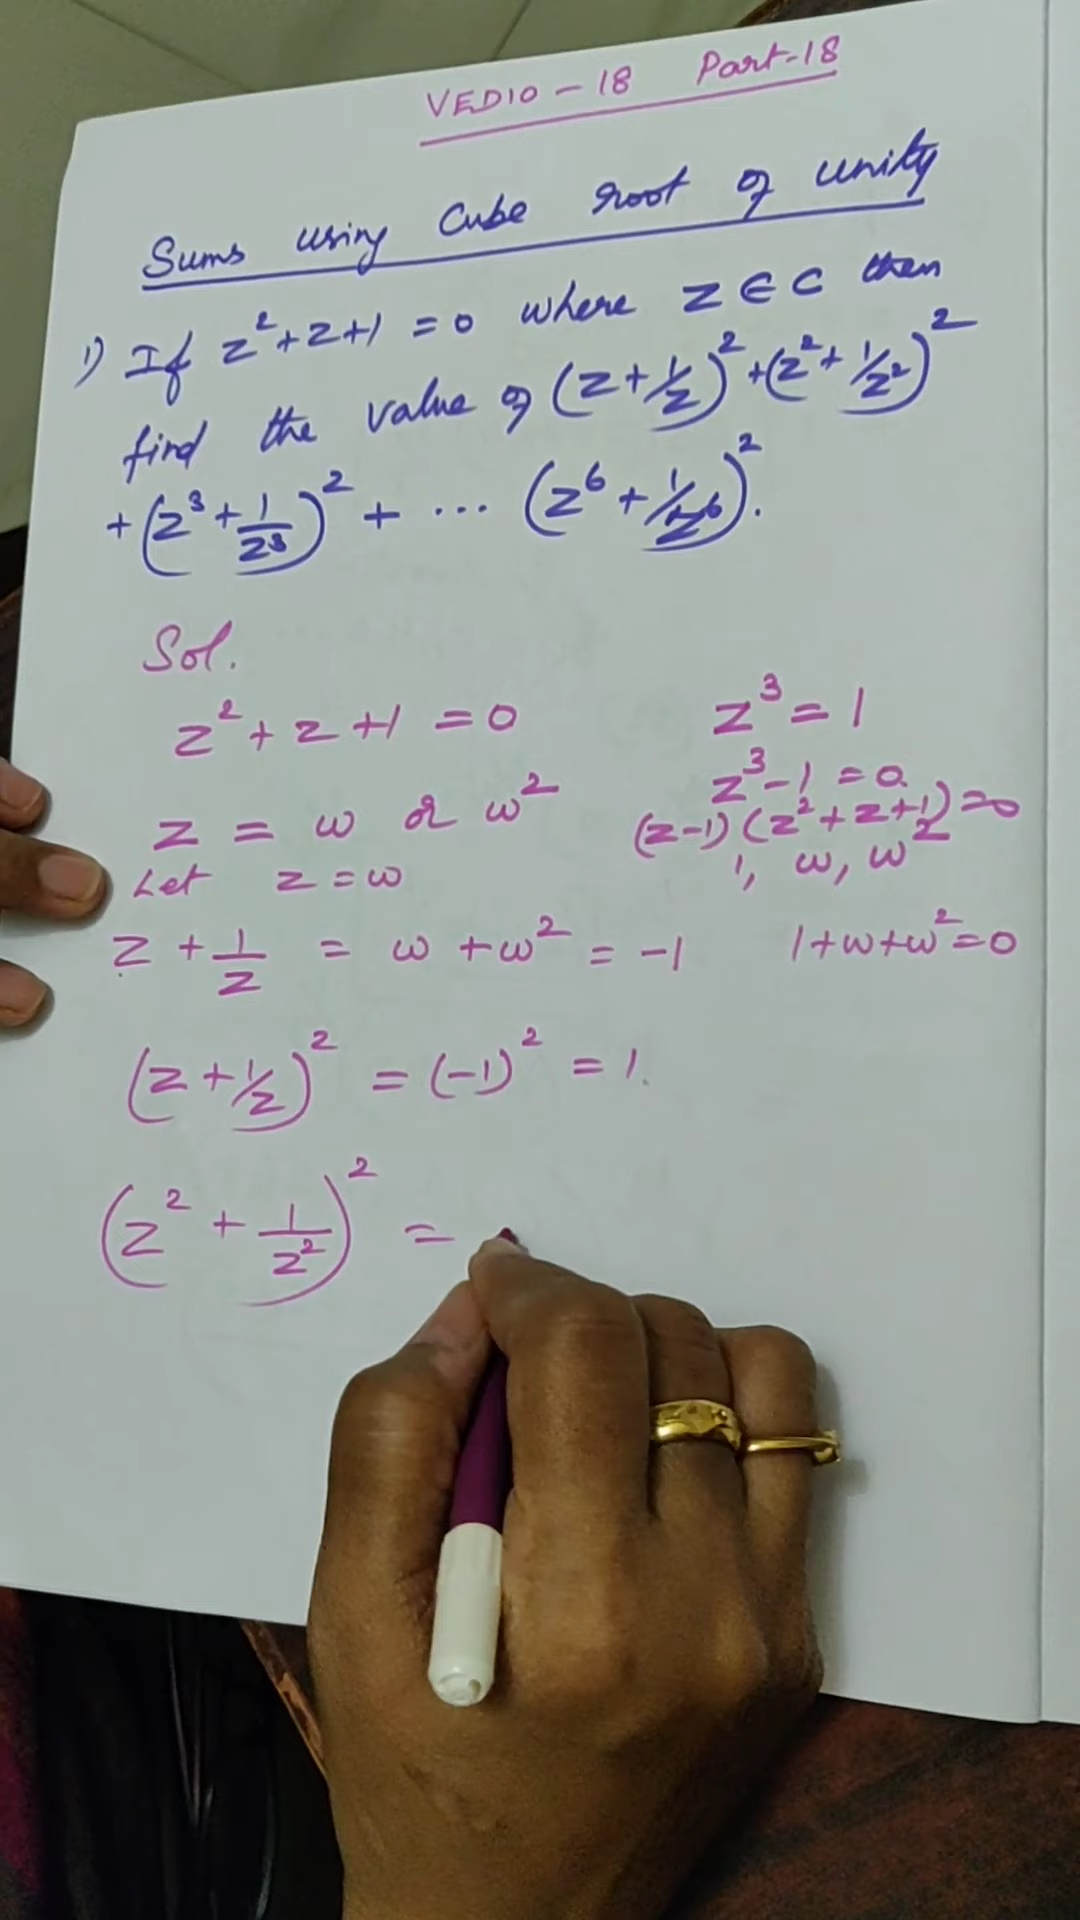 VEDIO - 18 Part-18
Sums using Cube root of unity
1) If z² + z + 1 = 0 where z ∈ C then
find the value of (z + 1/z)² + (z² + 1/z²)²
+ (z³ + 1/z³)² + ... (z⁶ + 1/z⁶)².
Sol.
z² + z + 1 = 0
z = ω or ω²
Let z = ω
z + 1/z = ω + ω² = -1
(z + 1/z)² = (-1)² = 1.
(z² + 1/z²)² =
z³ = 1
z³ - 1 = 0
(z-1) (z² + z + 1) = 0
1, ω, ω²
1 + ω + ω² = 0